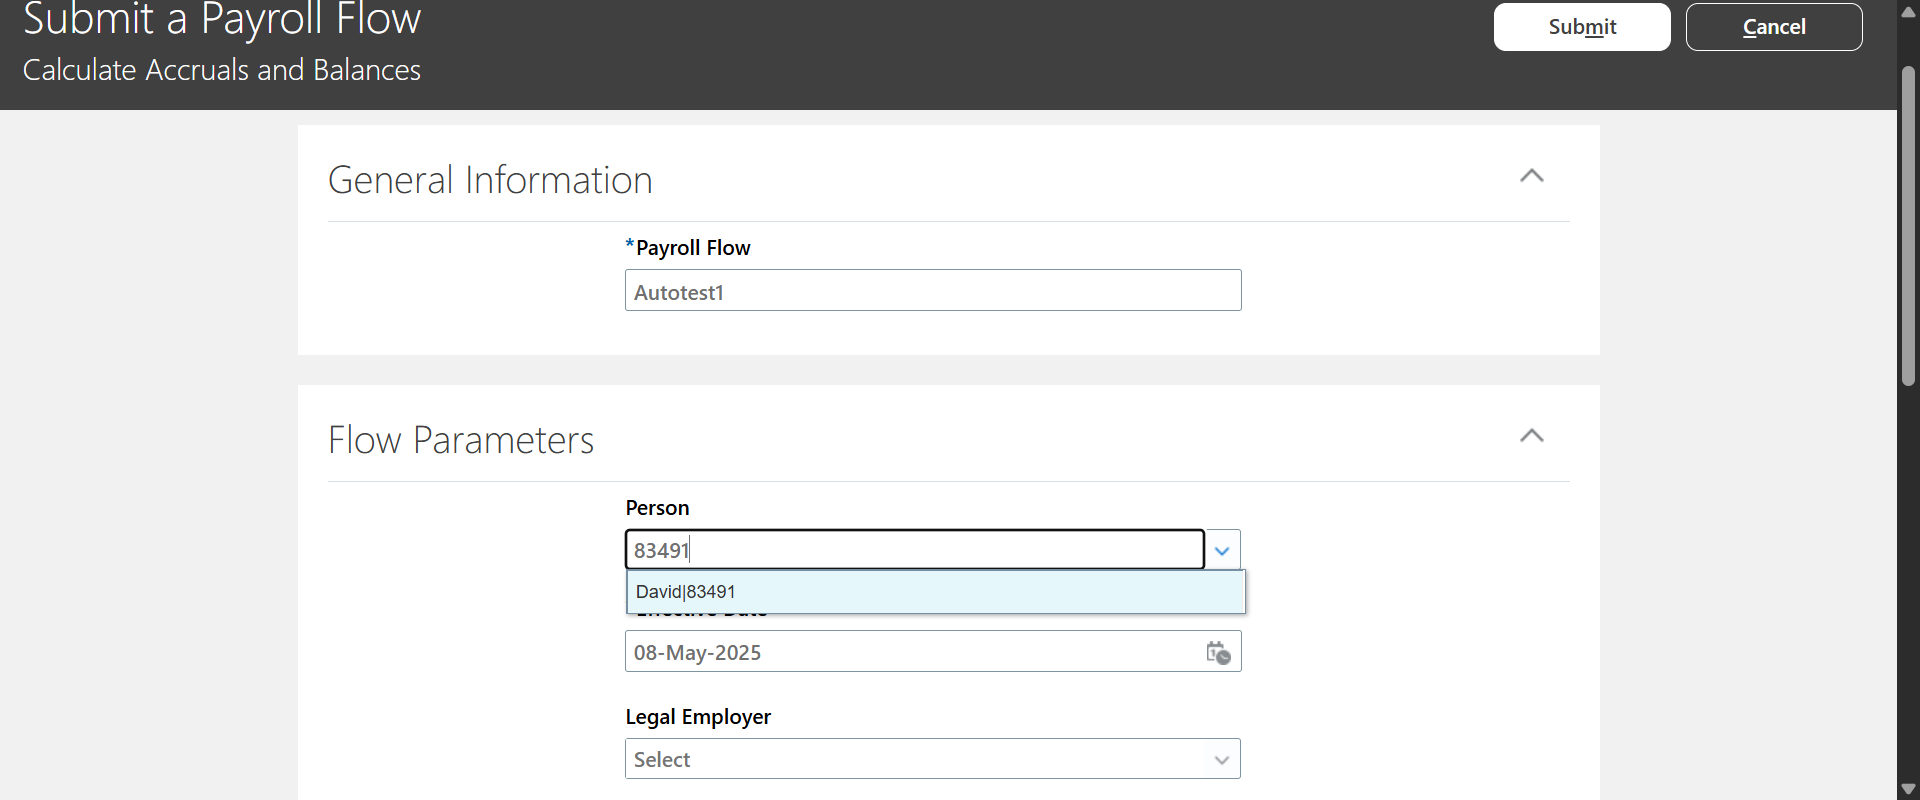 Submit a Payroll Flow
Calculate Accruals and Balances
Submit
Cancel
General Information
*Payroll Flow
Autotest1
Flow Parameters
Person
83491
David|83491
08-May-2025
Legal Employer
Select